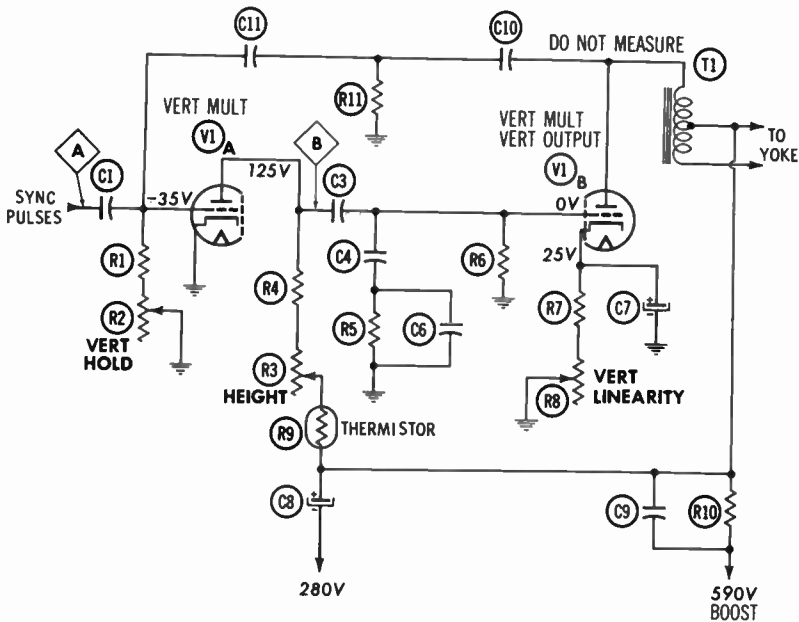 C11
C10
DO NOT MEASURE
T1
R11
VERT MULT
V1 A
VERT MULT
VERT OUTPUT
V1 B
TO
YOKE
A
B
C1
125V
C3
-35V
0V
SYNC
PULSES
R1
C4
R6
25V
R4
R7
C7
R2
R5
C6
VERT
HOLD
R3
HEIGHT
VERT
LINEARITY
R8
R9
THERMISTOR
C8
C9
R10
280V
590V
BOOST